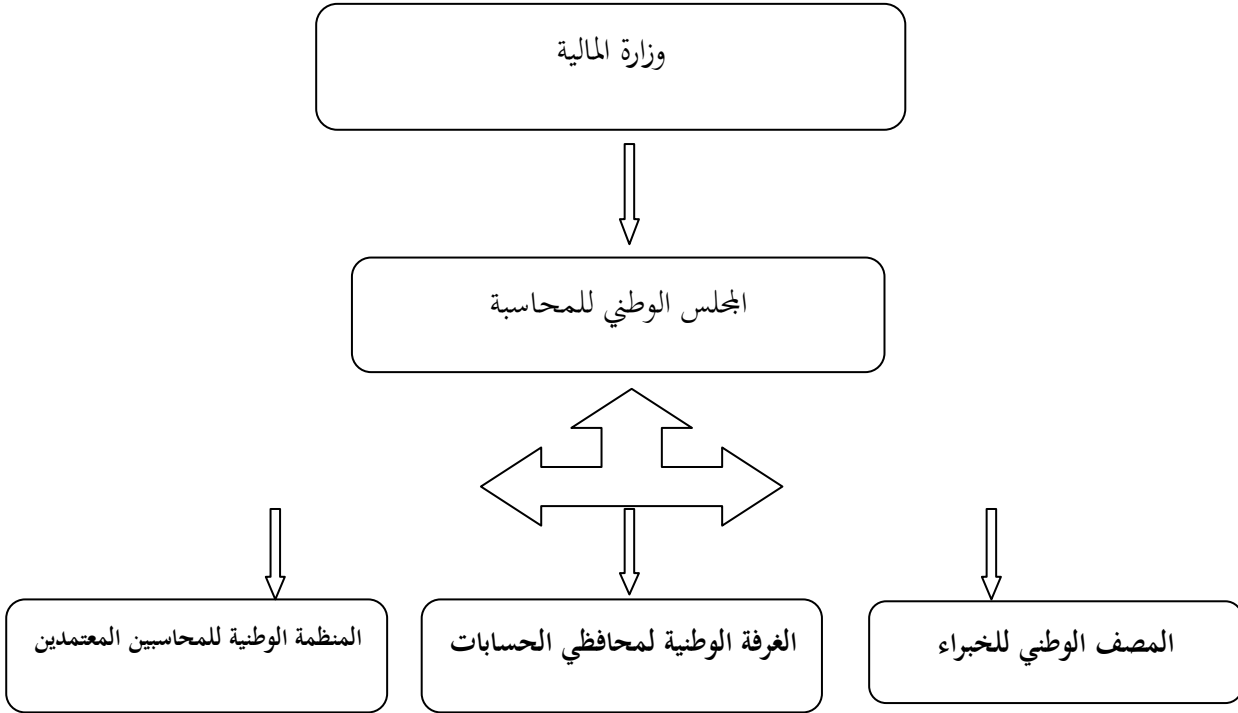 وزارة المالية
المجلس الوطني للمحاسبة
المصف الوطني للخبراء
الغرفة الوطنية لمحافظي الحسابات
المنظمة الوطنية للمحاسبين المعتمدين